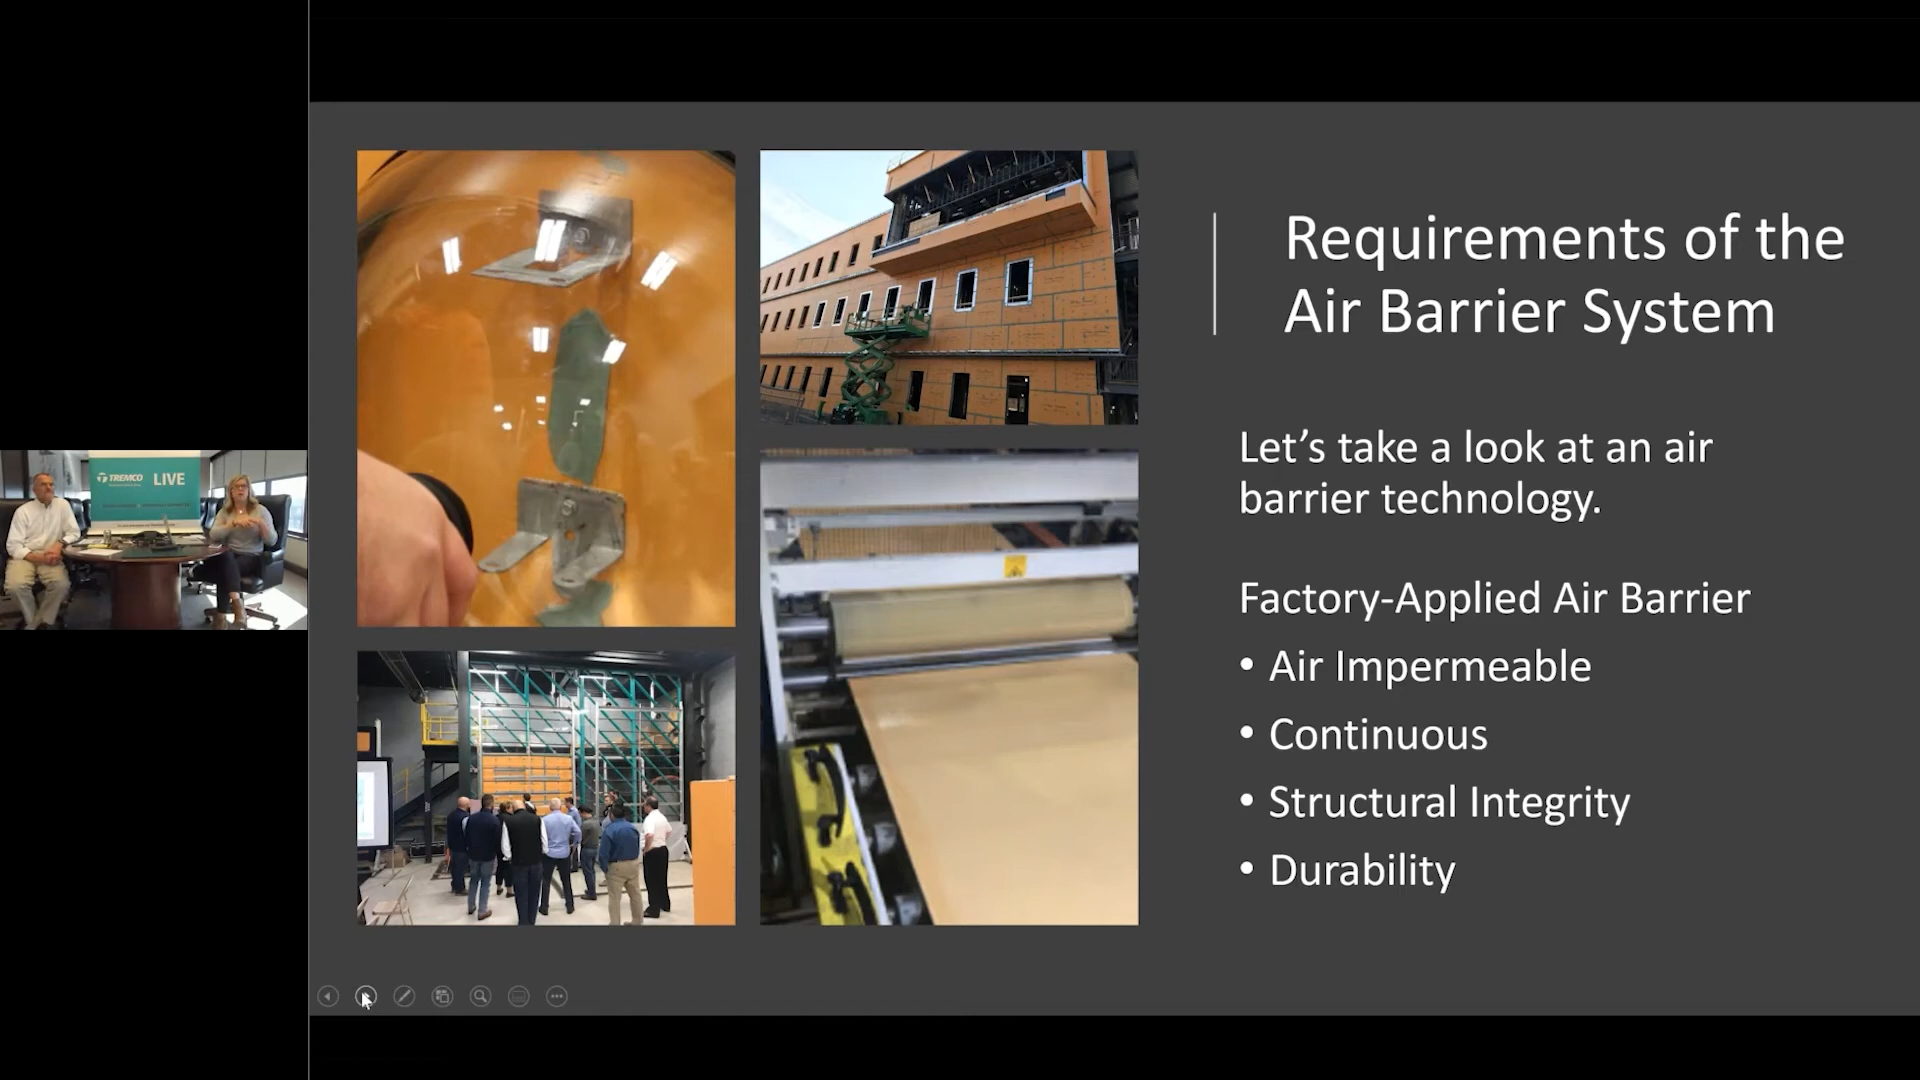 TREMCO LIVE
Requirements of the
Air Barrier System
Let’s take a look at an air
barrier technology.
Factory-Applied Air Barrier
• Air Impermeable
• Continuous
• Structural Integrity
• Durability